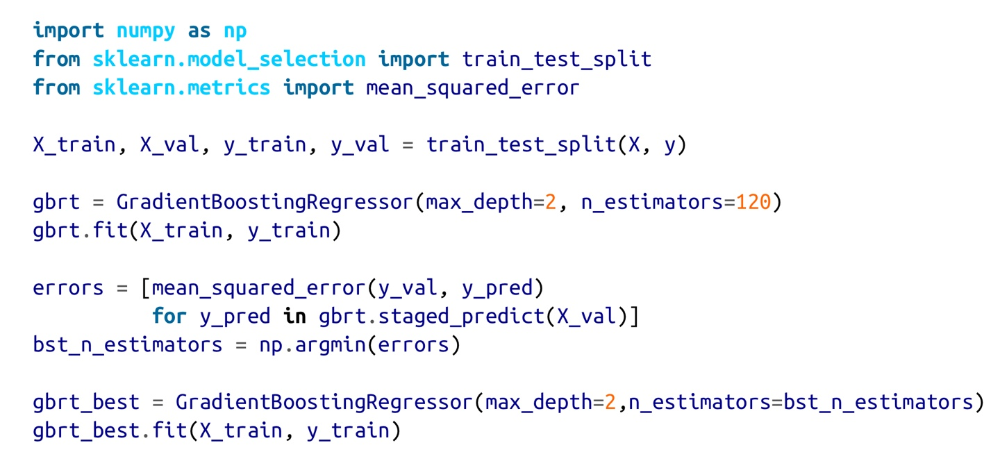 import numpy as np
from sklearn.model_selection import train_test_split
from sklearn.metrics import mean_squared_error

X_train, X_val, y_train, y_val = train_test_split(X, y)

gbrt = GradientBoostingRegressor(max_depth=2, n_estimators=120)
gbrt.fit(X_train, y_train)

errors = [mean_squared_error(y_val, y_pred)
          for y_pred in gbrt.staged_predict(X_val)]
bst_n_estimators = np.argmin(errors)

gbrt_best = GradientBoostingRegressor(max_depth=2,n_estimators=bst_n_estimators)
gbrt_best.fit(X_train, y_train)